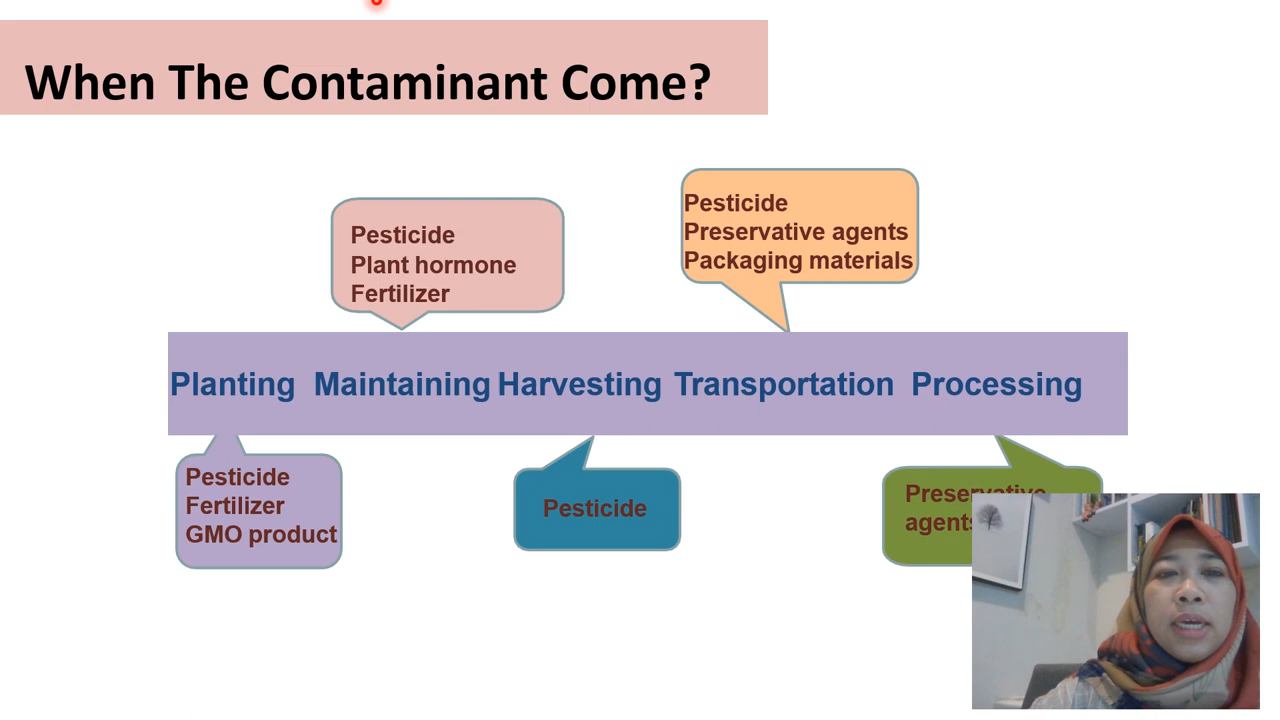 When The Contaminant Come?
Pesticide
Plant hormone
Fertilizer
Pesticide
Preservative agents
Packaging materials
Planting Maintaining Harvesting Transportation Processing
Pesticide
Fertilizer
GMO product
Pesticide
Preservative
agents